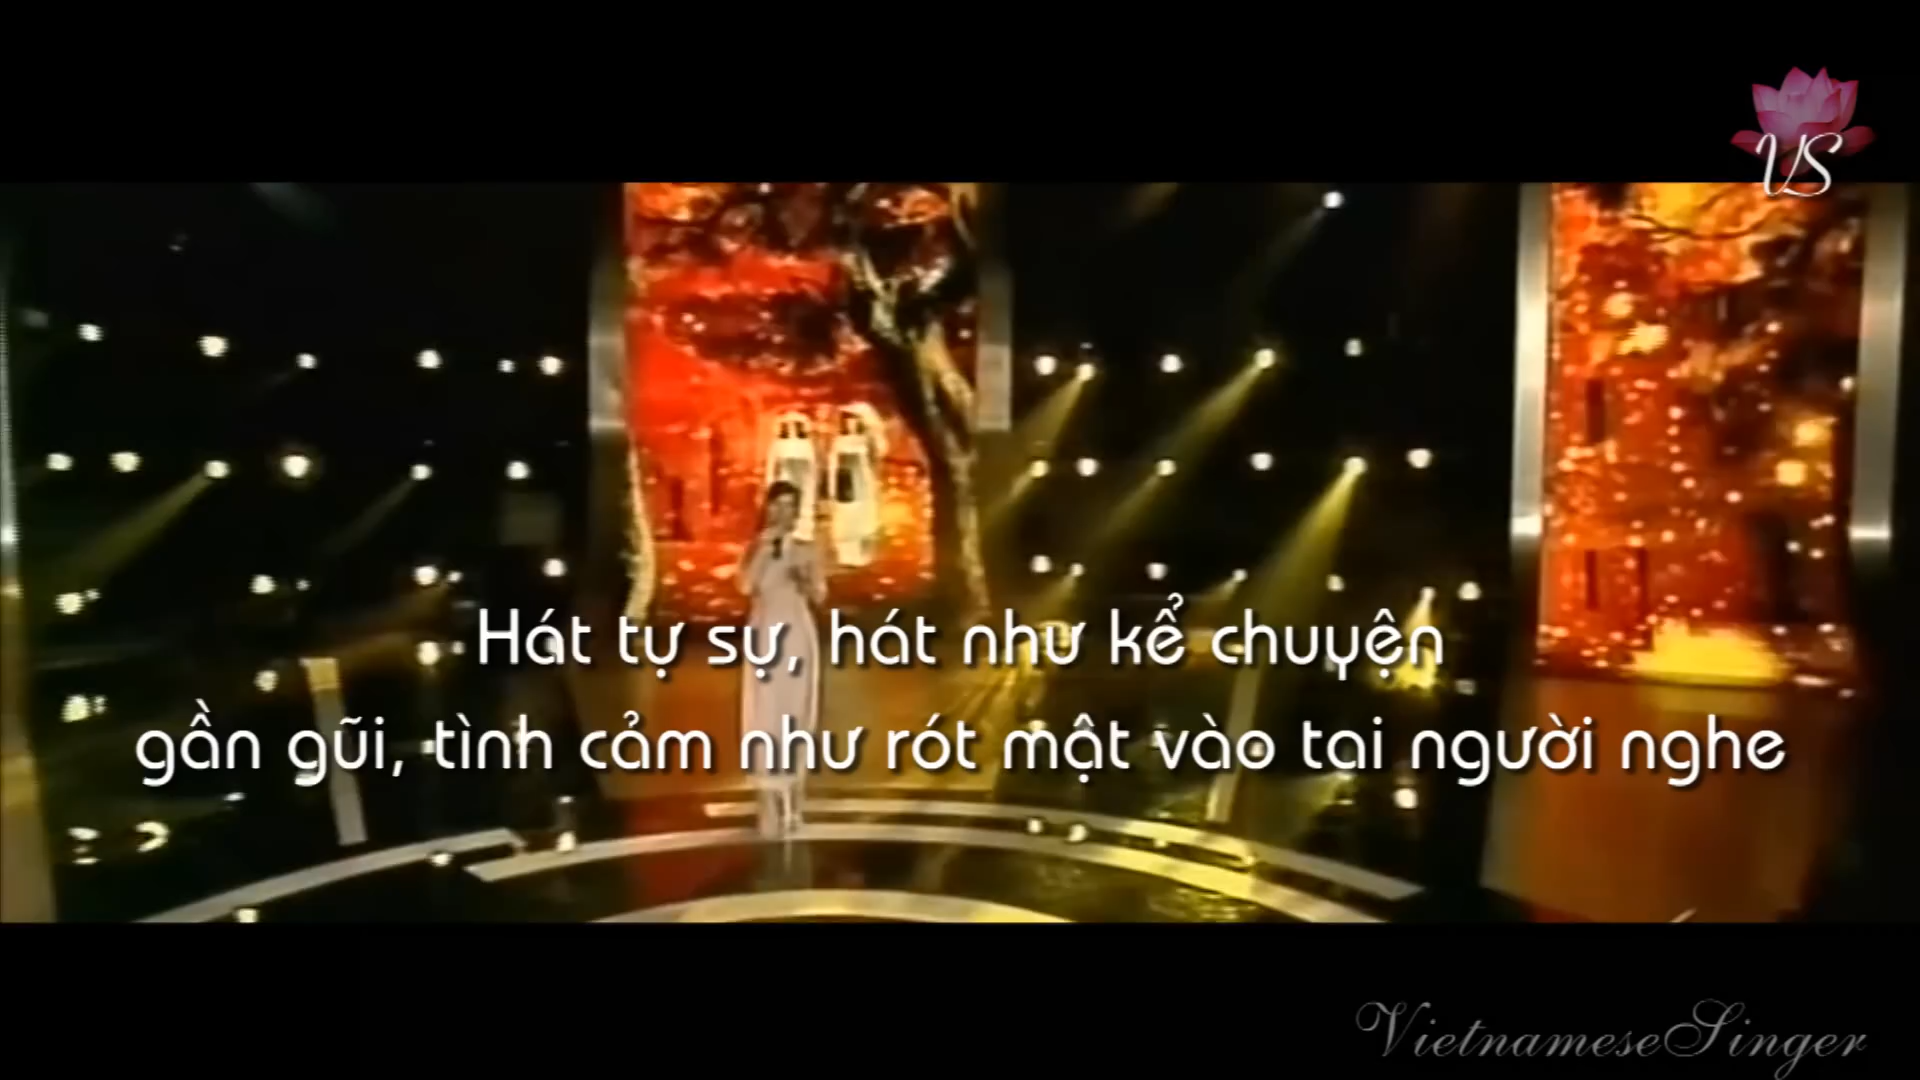 VS
Hát tự sự, hát như kể chuyện
gần gũi, tình cảm như rót mật vào tai người nghe
VietnameseSinger